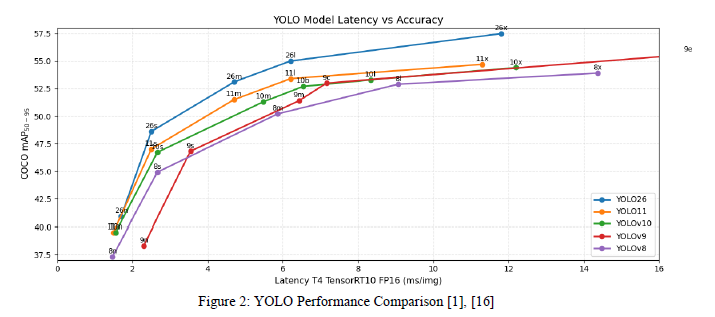 YOLO Model Latency vs Accuracy
COCO mAP50-95
57.5
55.0
52.5
50.0
47.5
45.0
42.5
40.0
37.5
26n
26s
26m
26l
26x
11s
11m
11l
11x
10s
10m
10b
10l
10x
9n
9s
9m
9c
9e
8n
8s
8m
8l
8x
YOLO26
YOLO11
YOLOv10
YOLOv9
YOLOv8
0 2 4 6 8 10 12 14 16
Latency T4 TensorRT10 FP16 (ms/img)
Figure 2: YOLO Performance Comparison [1], [16]